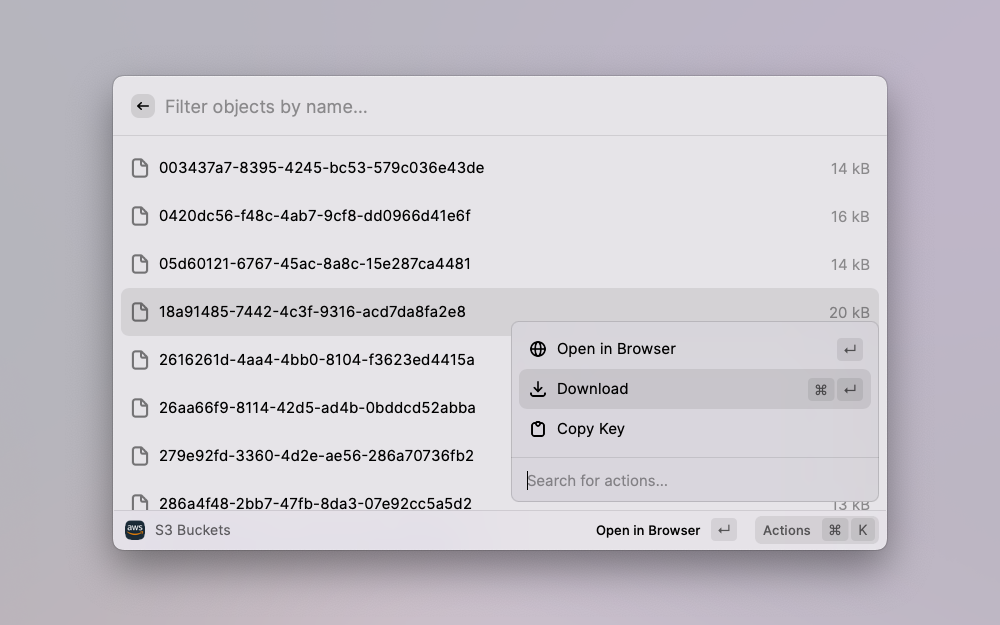 Filter objects by name...
003437a7-8395-4245-bc53-579c036e43de 14 kB
0420dc56-f48c-4ab7-9cf8-dd0966d41e6f 16 kB
05d60121-6767-45ac-8a8c-15e287ca4481 14 kB
18a91485-7442-4c3f-9316-acd7da8fa2e8 20 kB
2616261d-4aa4-4bb0-8104-f3623ed4415a
26aa66f9-8114-42d5-ad4b-0bddcd52abba
279e92fd-3360-4d2e-ae56-286a70736fb2
286a4f48-2bb7-47fb-8da3-07e92cc5a5d2 13 kB
Open in Browser ↵
Download ⌘ ↵
Copy Key
Search for actions...
aws S3 Buckets Open in Browser ↵ Actions ⌘ K